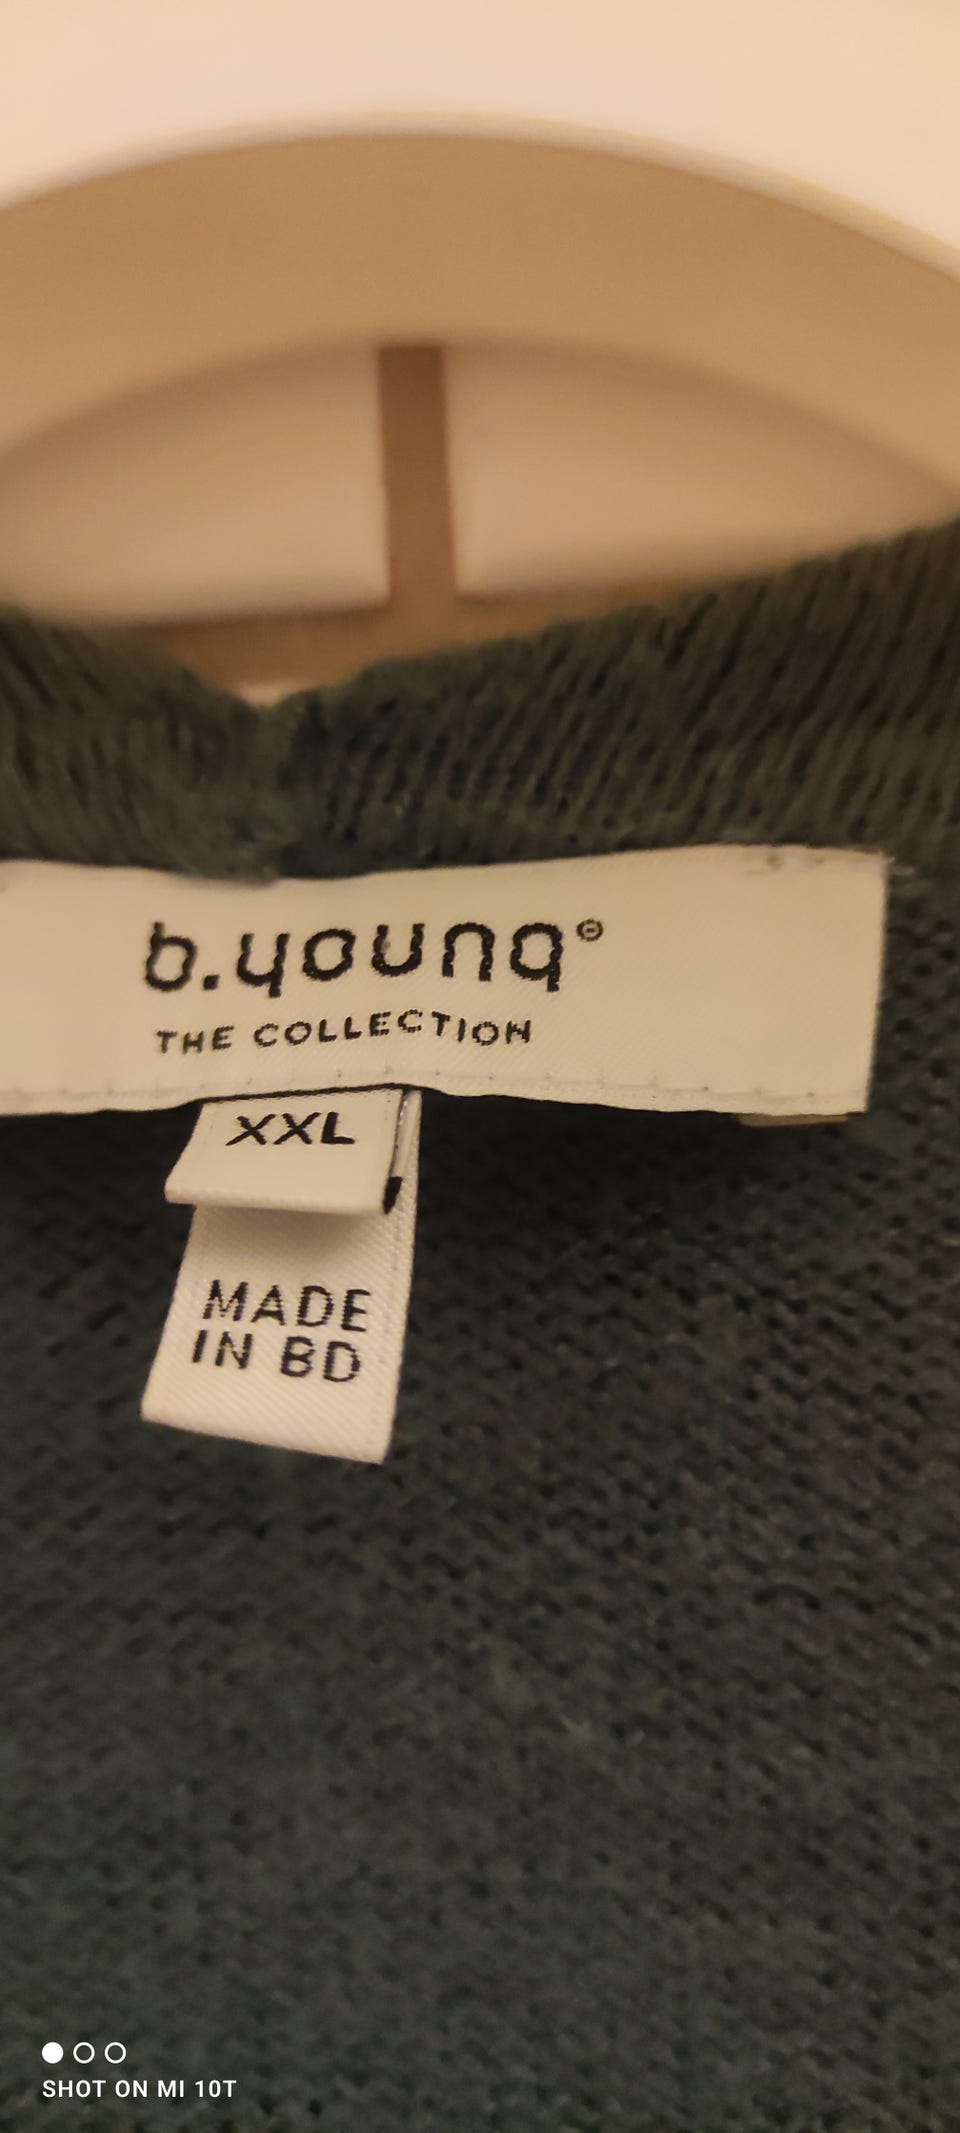 b.young®
THE COLLECTION
XXL
MADE
IN BD
SHOT ON MI 10T